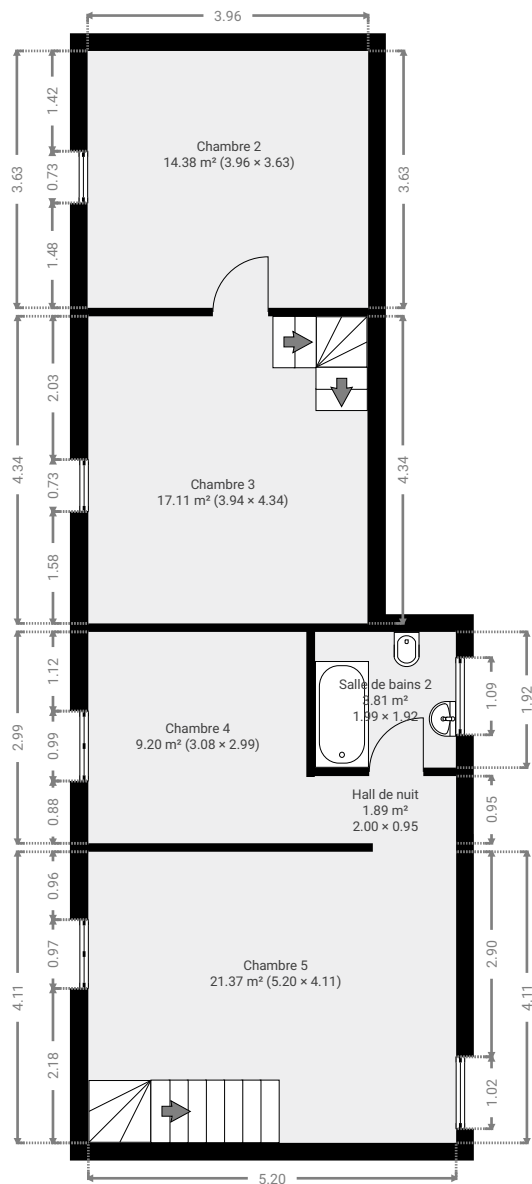 3.96
1.42
3.63
0.73
1.48
Chambre 2
14.38 m² (3.96 × 3.63)
3.63
2.03
4.34
0.73
1.58
Chambre 3
17.11 m² (3.94 × 4.34)
4.34
1.12
2.99
0.99
0.88
Chambre 4
9.20 m² (3.08 × 2.99)
Salle de bains 2
3.81 m²
1.99 × 1.92
1.09
1.92
Hall de nuit
1.89 m²
2.00 × 0.95
0.95
0.96
0.97
4.11
2.18
Chambre 5
21.37 m² (5.20 × 4.11)
2.90
4.11
1.02
5.20